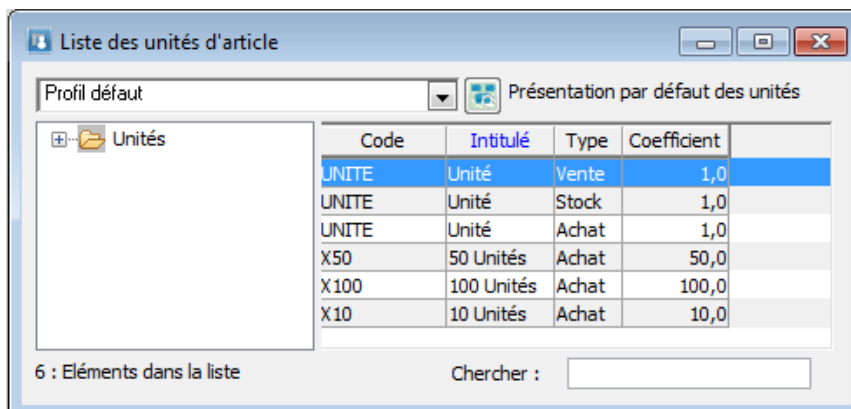 Liste des unités d'article
Profil défaut
Présentation par défaut des unités
Unités
Code Intitulé Type Coefficient
UNITE Unité Vente 1,0
UNITE Unité Stock 1,0
UNITE Unité Achat 1,0
X50 50 Unités Achat 50,0
X100 100 Unités Achat 100,0
X10 10 Unités Achat 10,0
6 : Eléments dans la liste
Chercher :